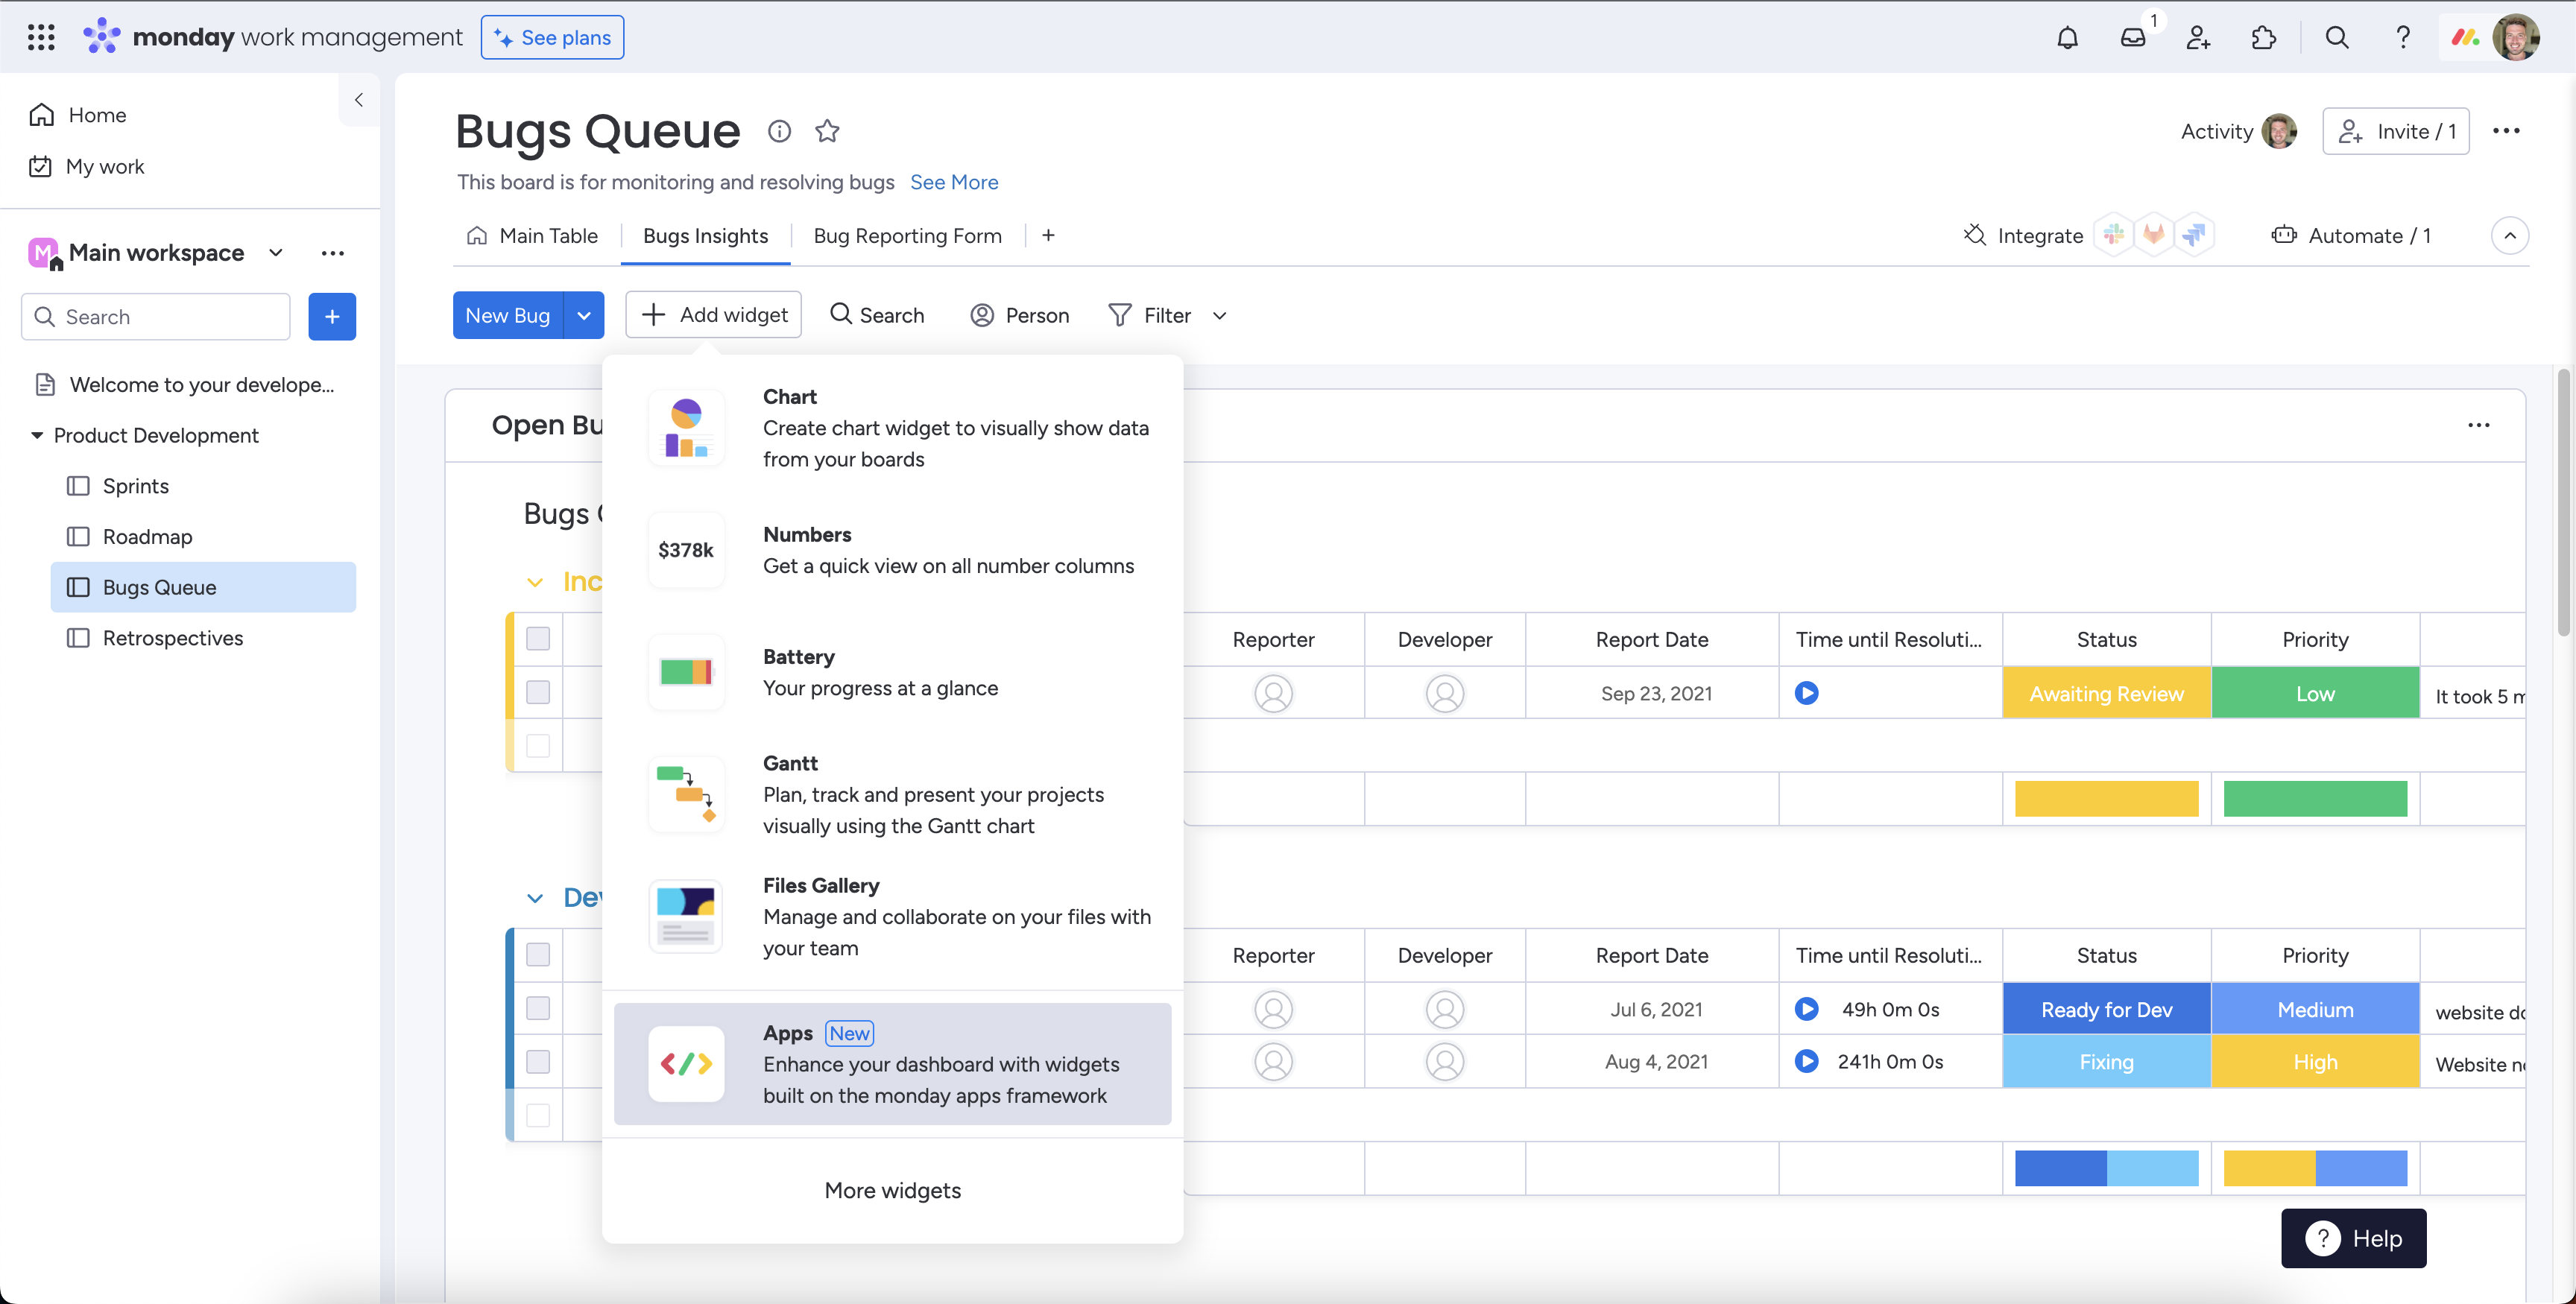 monday work management
See plans
1
Home
My work
M
Main workspace
Search
Welcome to your develope...
Product Development
Sprints
Roadmap
Bugs Queue
Retrospectives
Bugs Queue
This board is for monitoring and resolving bugs See More
Activity
Invite / 1
Main Table
Bugs Insights
Bug Reporting Form
Integrate
Automate / 1
New Bug
Add widget
Search
Person
Filter
Open Bu
Bugs
Inc
Reporter Developer Report Date Time until Resoluti... Status Priority
Sep 23, 2021 Awaiting Review Low It took 5 m
Dev
Reporter Developer Report Date Time until Resoluti... Status Priority
Jul 6, 2021 49h 0m 0s Ready for Dev Medium website do
Aug 4, 2021 241h 0m 0s Fixing High Website no
Chart
Create chart widget to visually show data
from your boards
$378k
Numbers
Get a quick view on all number columns
Battery
Your progress at a glance
Gantt
Plan, track and present your projects
visually using the Gantt chart
Files Gallery
Manage and collaborate on your files with
your team
Apps New
Enhance your dashboard with widgets
built on the monday apps framework
More widgets
? Help